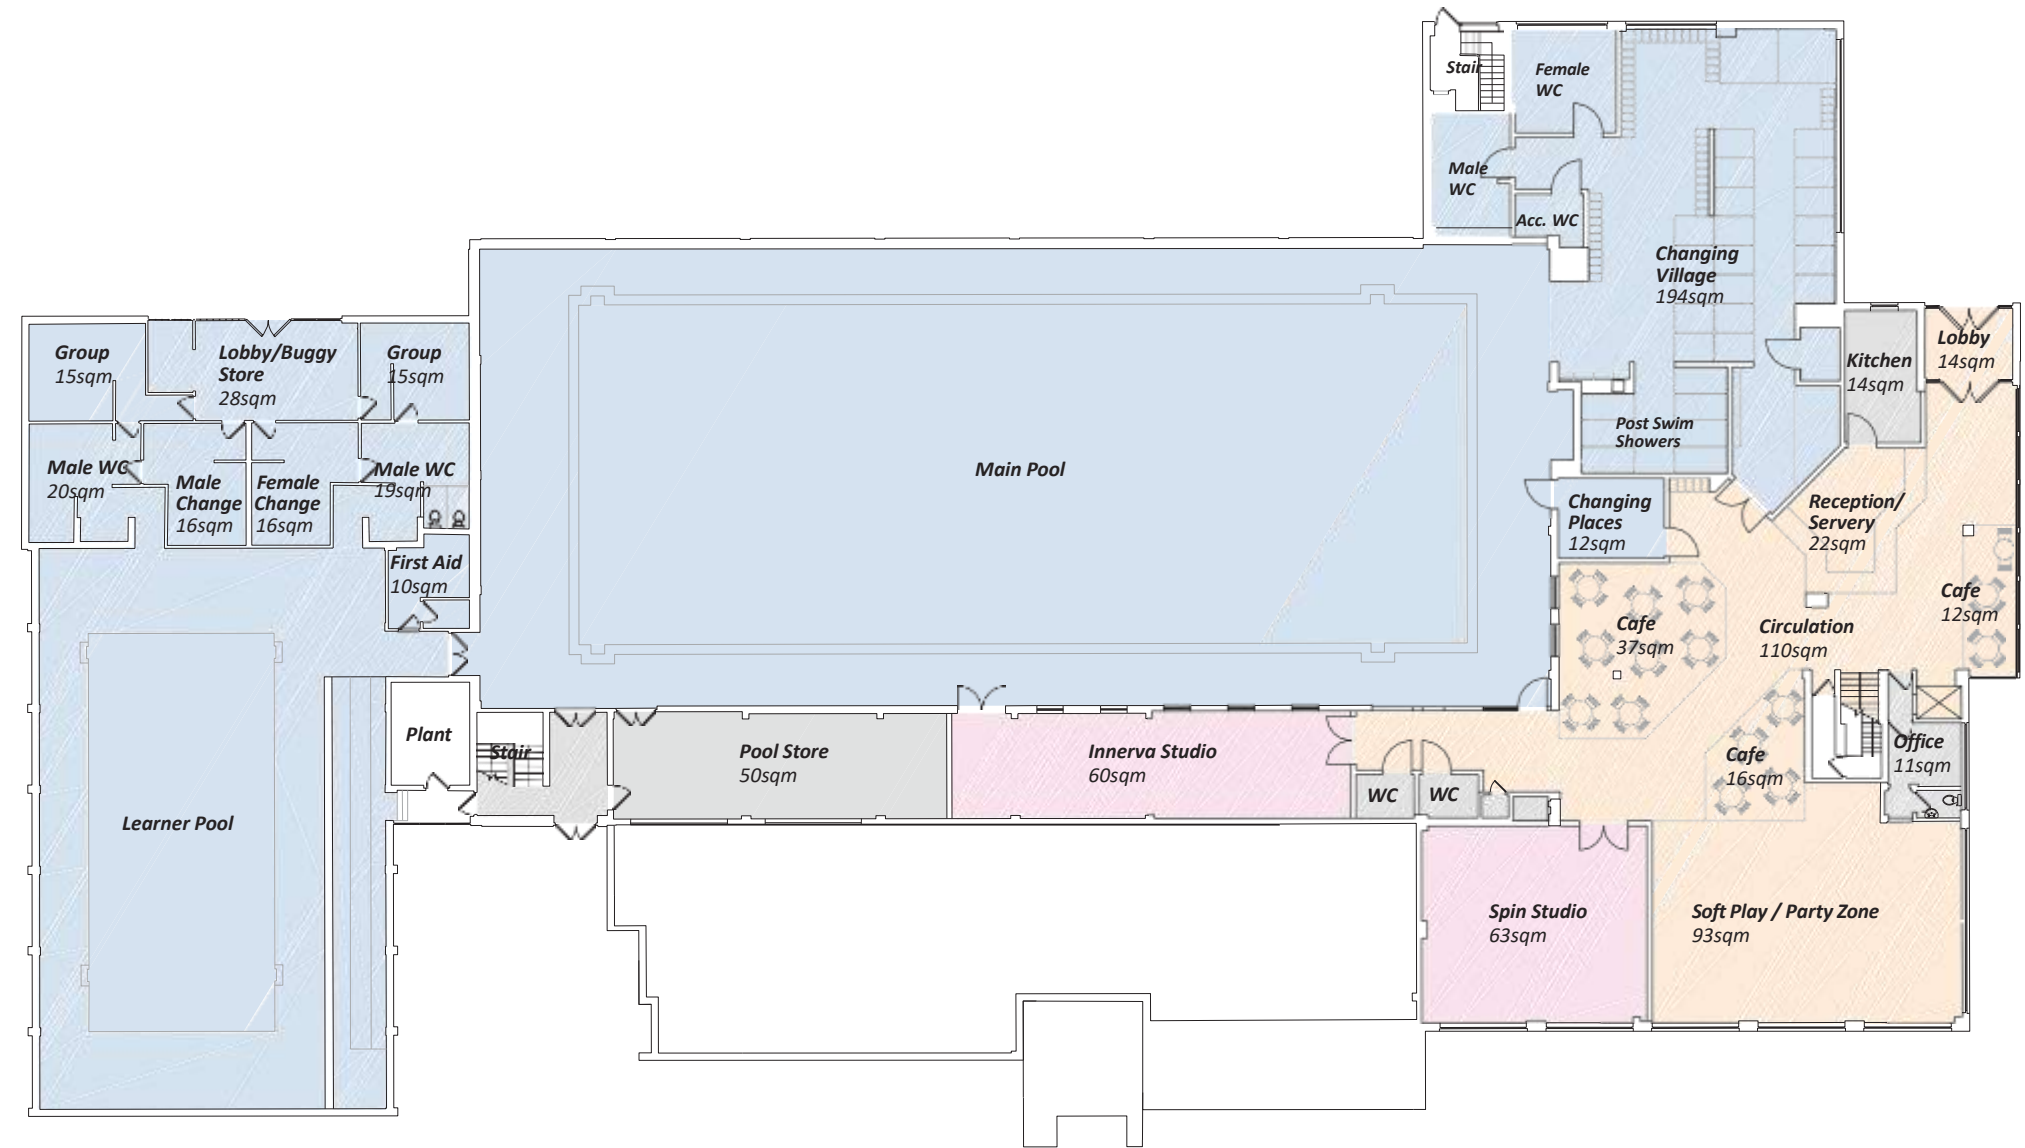 Stair
Female
WC
Male
WC
Acc. WC
Changing
Village
194sqm
Group
15sqm
Lobby/Buggy
Store
28sqm
Group
15sqm
Kitchen
14sqm
Lobby
14sqm
Post Swim
Showers
Male WC
20sqm
Male
Change
16sqm
Female
Change
16sqm
Male WC
19sqm
Main Pool
Changing
Places
12sqm
Reception/
Servery
22sqm
First Aid
10sqm
Cafe
12sqm
Cafe
37sqm
Circulation
110sqm
Plant
Stair
Pool Store
50sqm
Innerva Studio
60sqm
WC
WC
Cafe
16sqm
Office
11sqm
Learner Pool
Spin Studio
63sqm
Soft Play / Party Zone
93sqm